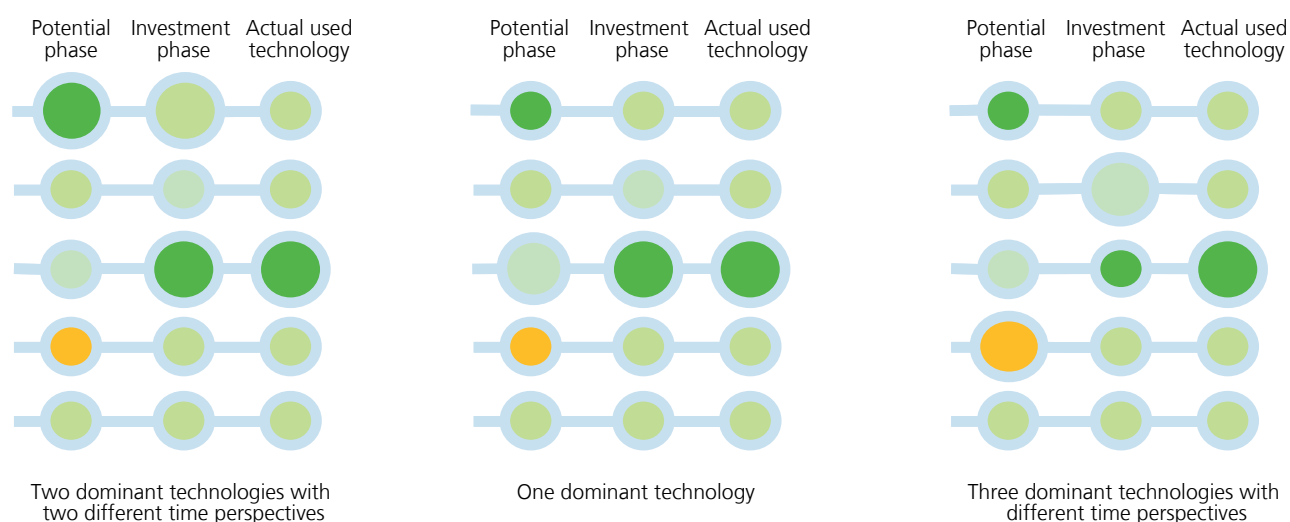 Potential
phase
Investment
phase
Actual used
technology
Potential
phase
Investment
phase
Actual used
technology
Potential
phase
Investment
phase
Actual used
technology
Two dominant technologies with
two different time perspectives
One dominant technology
Three dominant technologies with
different time perspectives